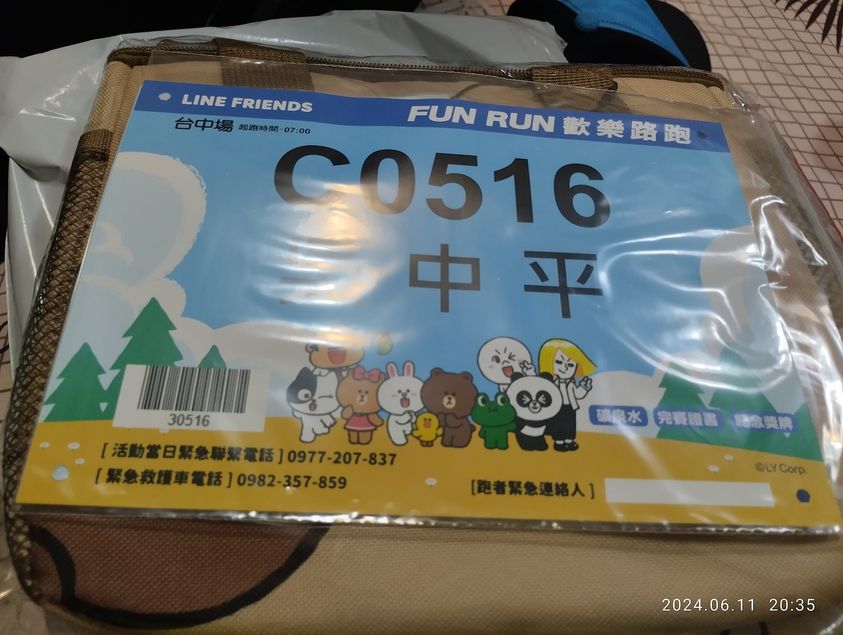 LINE FRIENDS
FUN RUN 歡樂路跑
台中場 起跑時間-07:00
C0516
中平
30516
礦泉水 完賽證書 紀念獎牌
[ 活動當日緊急聯繫電話 ] 0977-207-837
[ 緊急救護車電話 ] 0982-357-859
[跑者緊急連絡人 ]
©LY Corp.
2024.06.11 20:35